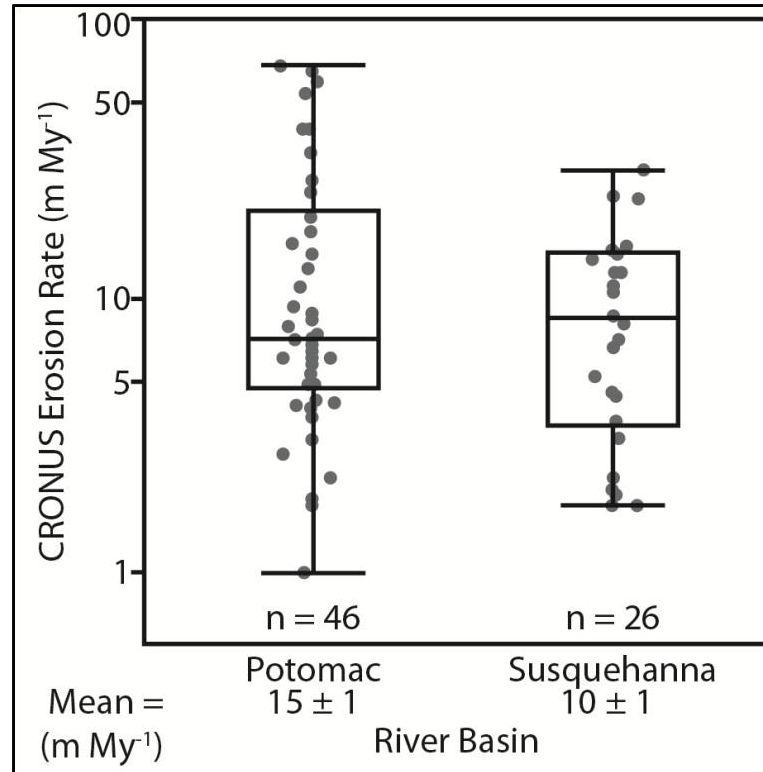 100
50
10
5
1
CRONUS Erosion Rate (m My⁻¹)
n = 46
n = 26
Potomac
Susquehanna
Mean =
15 ± 1
10 ± 1
(m My⁻¹)
River Basin